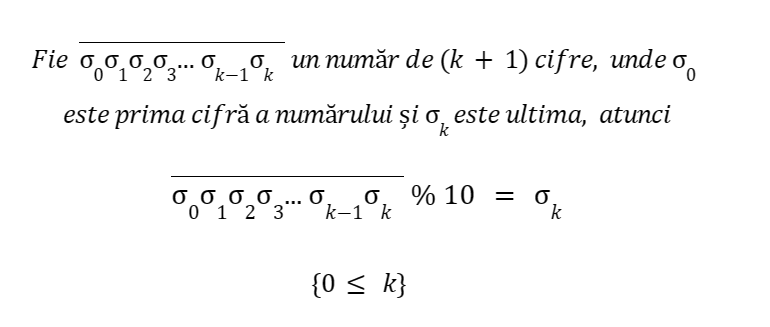 Fie σ₀σ₁σ₂σ₃... σₖ₋₁σₖ un număr de (k + 1) cifre, unde σ₀
este prima cifră a numărului și σₖ este ultima, atunci
σ₀σ₁σ₂σ₃... σₖ₋₁σₖ % 10 = σₖ
{0 ≤ k}